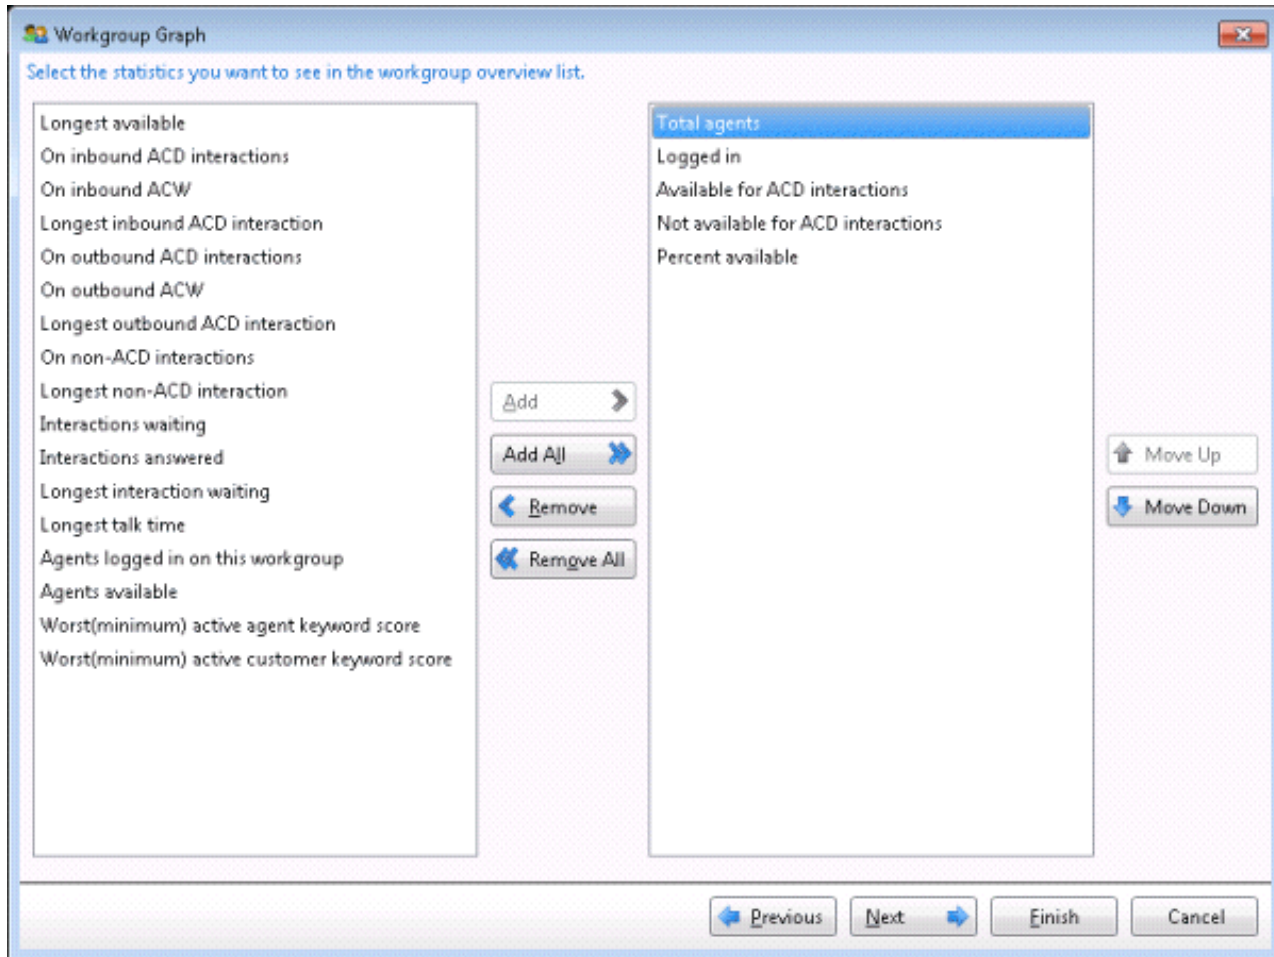 Workgroup Graph
Select the statistics you want to see in the workgroup overview list.
Longest available
On inbound ACD interactions
On inbound ACW
Longest inbound ACD interaction
On outbound ACD interactions
On outbound ACW
Longest outbound ACD interaction
On non-ACD interactions
Longest non-ACD interaction
Interactions waiting
Interactions answered
Longest interaction waiting
Longest talk time
Agents logged in on this workgroup
Agents available
Worst(minimum) active agent keyword score
Worst(minimum) active customer keyword score
Add
Add All
Remove
Remove All
Total agents
Logged in
Available for ACD interactions
Not available for ACD interactions
Percent available
Move Up
Move Down
Previous
Next
Finish
Cancel